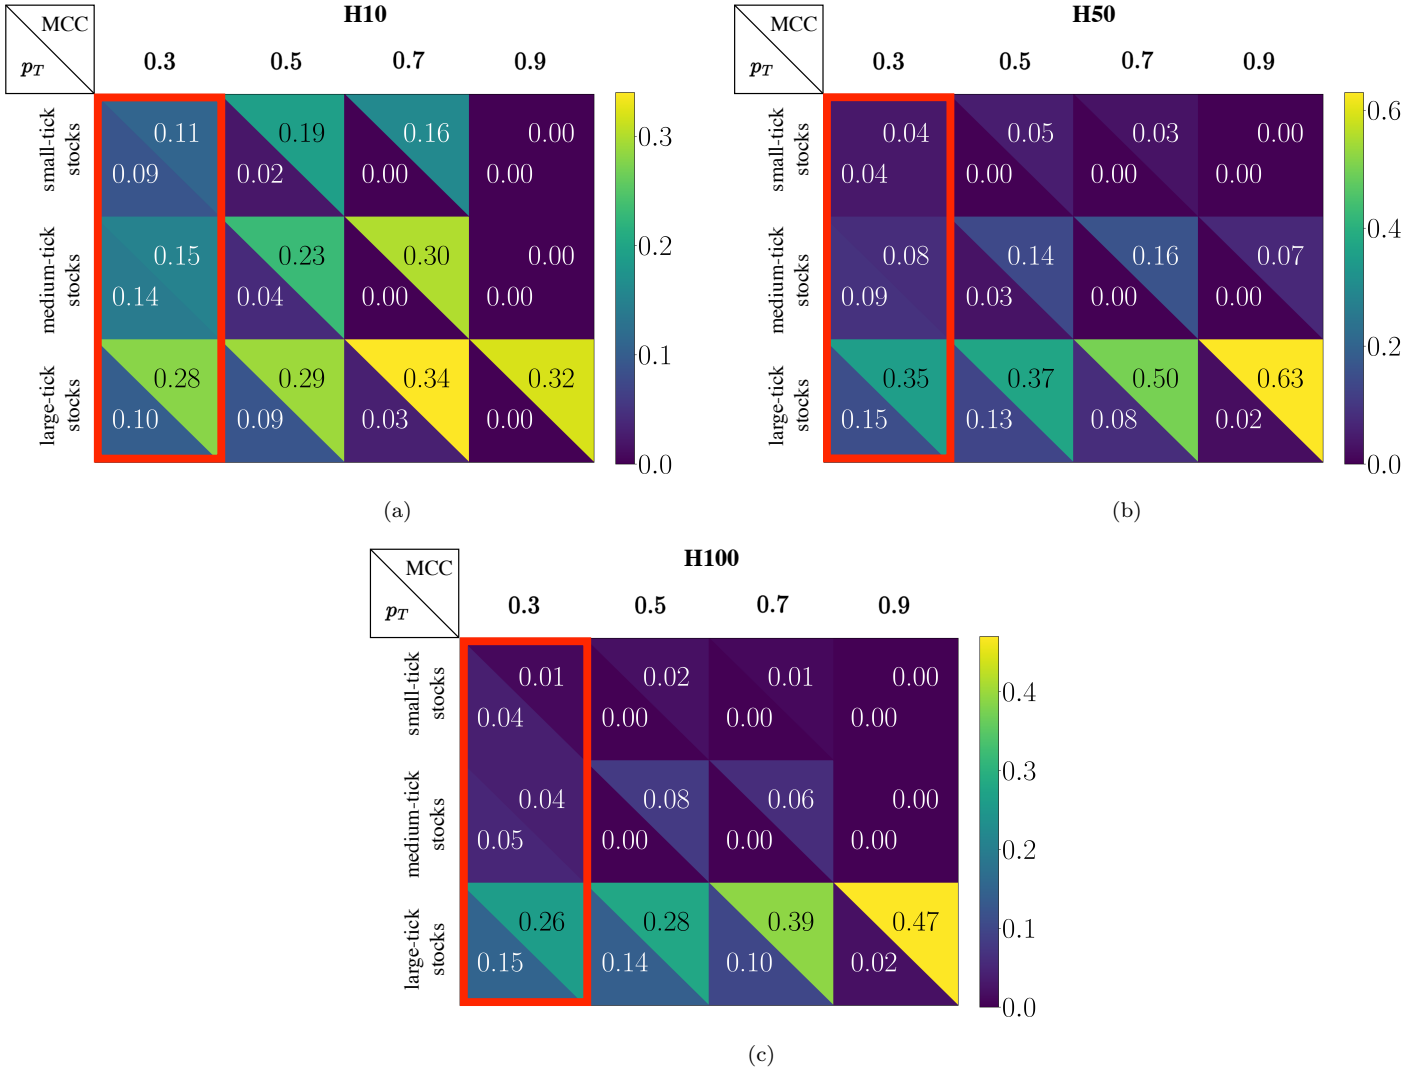 H10
MCC
p_T
0.3 0.5 0.7 0.9
small-tick
stocks
0.11 0.19 0.16 0.00
0.09 0.02 0.00 0.00
medium-tick
stocks
0.15 0.23 0.30 0.00
0.14 0.04 0.00 0.00
large-tick
stocks
0.28 0.29 0.34 0.32
0.10 0.09 0.03 0.00
0.3
0.2
0.1
0.0
(a)
H50
MCC
p_T
0.3 0.5 0.7 0.9
small-tick
stocks
0.04 0.05 0.03 0.00
0.04 0.00 0.00 0.00
medium-tick
stocks
0.08 0.14 0.16 0.07
0.09 0.03 0.00 0.00
large-tick
stocks
0.35 0.37 0.50 0.63
0.15 0.13 0.08 0.02
0.6
0.4
0.2
0.0
(b)
H100
MCC
p_T
0.3 0.5 0.7 0.9
small-tick
stocks
0.01 0.02 0.01 0.00
0.04 0.00 0.00 0.00
medium-tick
stocks
0.04 0.08 0.06 0.00
0.05 0.00 0.00 0.00
large-tick
stocks
0.26 0.28 0.39 0.47
0.15 0.14 0.10 0.02
0.4
0.3
0.2
0.1
0.0
(c)